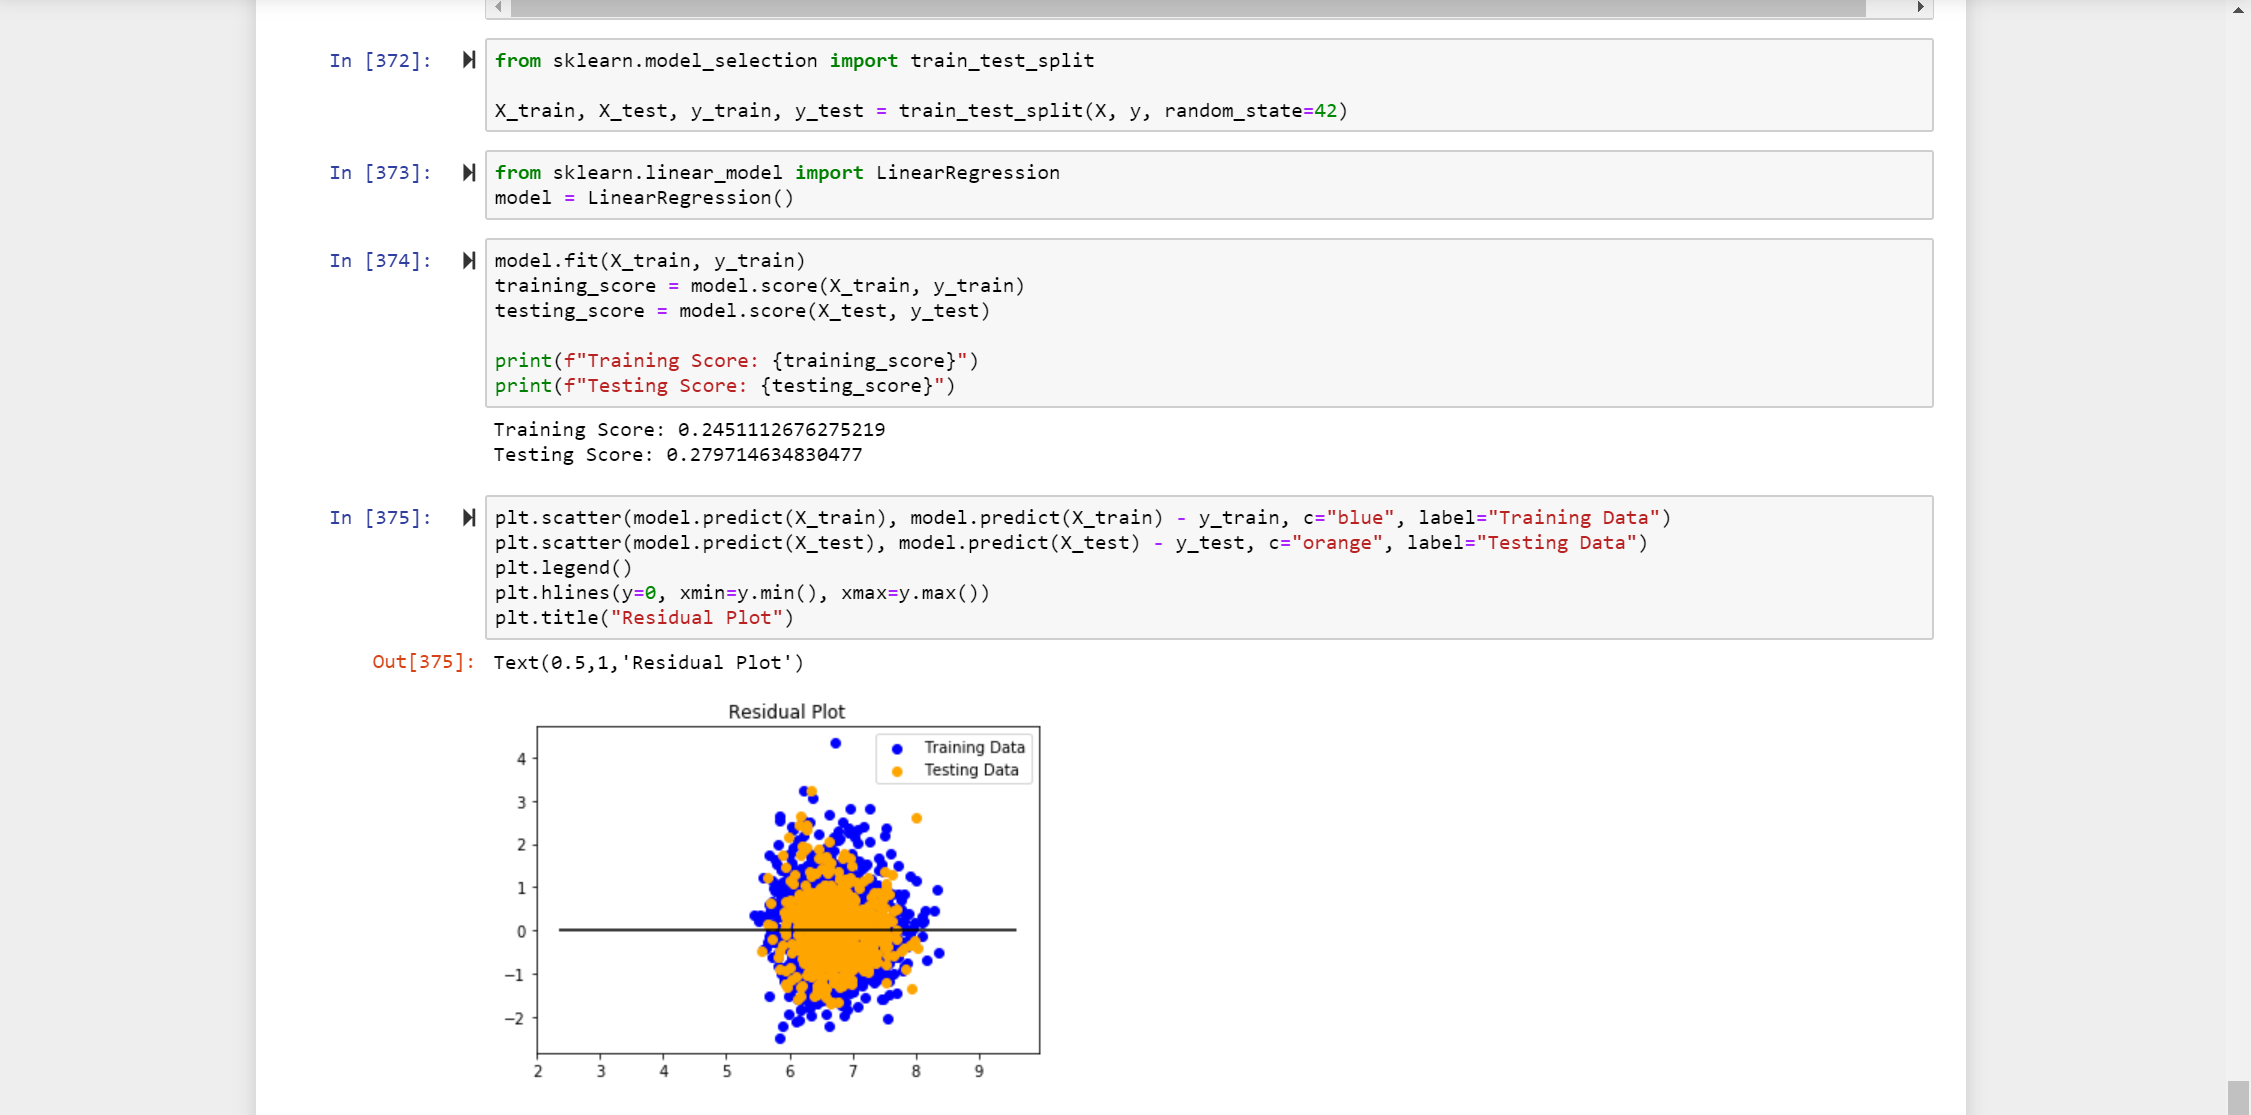 In [372]:
from sklearn.model_selection import train_test_split
X_train, X_test, y_train, y_test = train_test_split(X, y, random_state=42)
In [373]:
from sklearn.linear_model import LinearRegression
model = LinearRegression()
In [374]:
model.fit(X_train, y_train)
training_score = model.score(X_train, y_train)
testing_score = model.score(X_test, y_test)
print(f"Training Score: {training_score}")
print(f"Testing Score: {testing_score}")
Training Score: 0.2451112676275219
Testing Score: 0.279714634830477
In [375]:
plt.scatter(model.predict(X_train), model.predict(X_train) - y_train, c="blue", label="Training Data")
plt.scatter(model.predict(X_test), model.predict(X_test) - y_test, c="orange", label="Testing Data")
plt.legend()
plt.hlines(y=0, xmin=y.min(), xmax=y.max())
plt.title("Residual Plot")
Out[375]: Text(0.5,1,'Residual Plot')
Residual Plot
Training Data
Testing Data
4
3
2
1
0
−1
−2
2 3 4 5 6 7 8 9